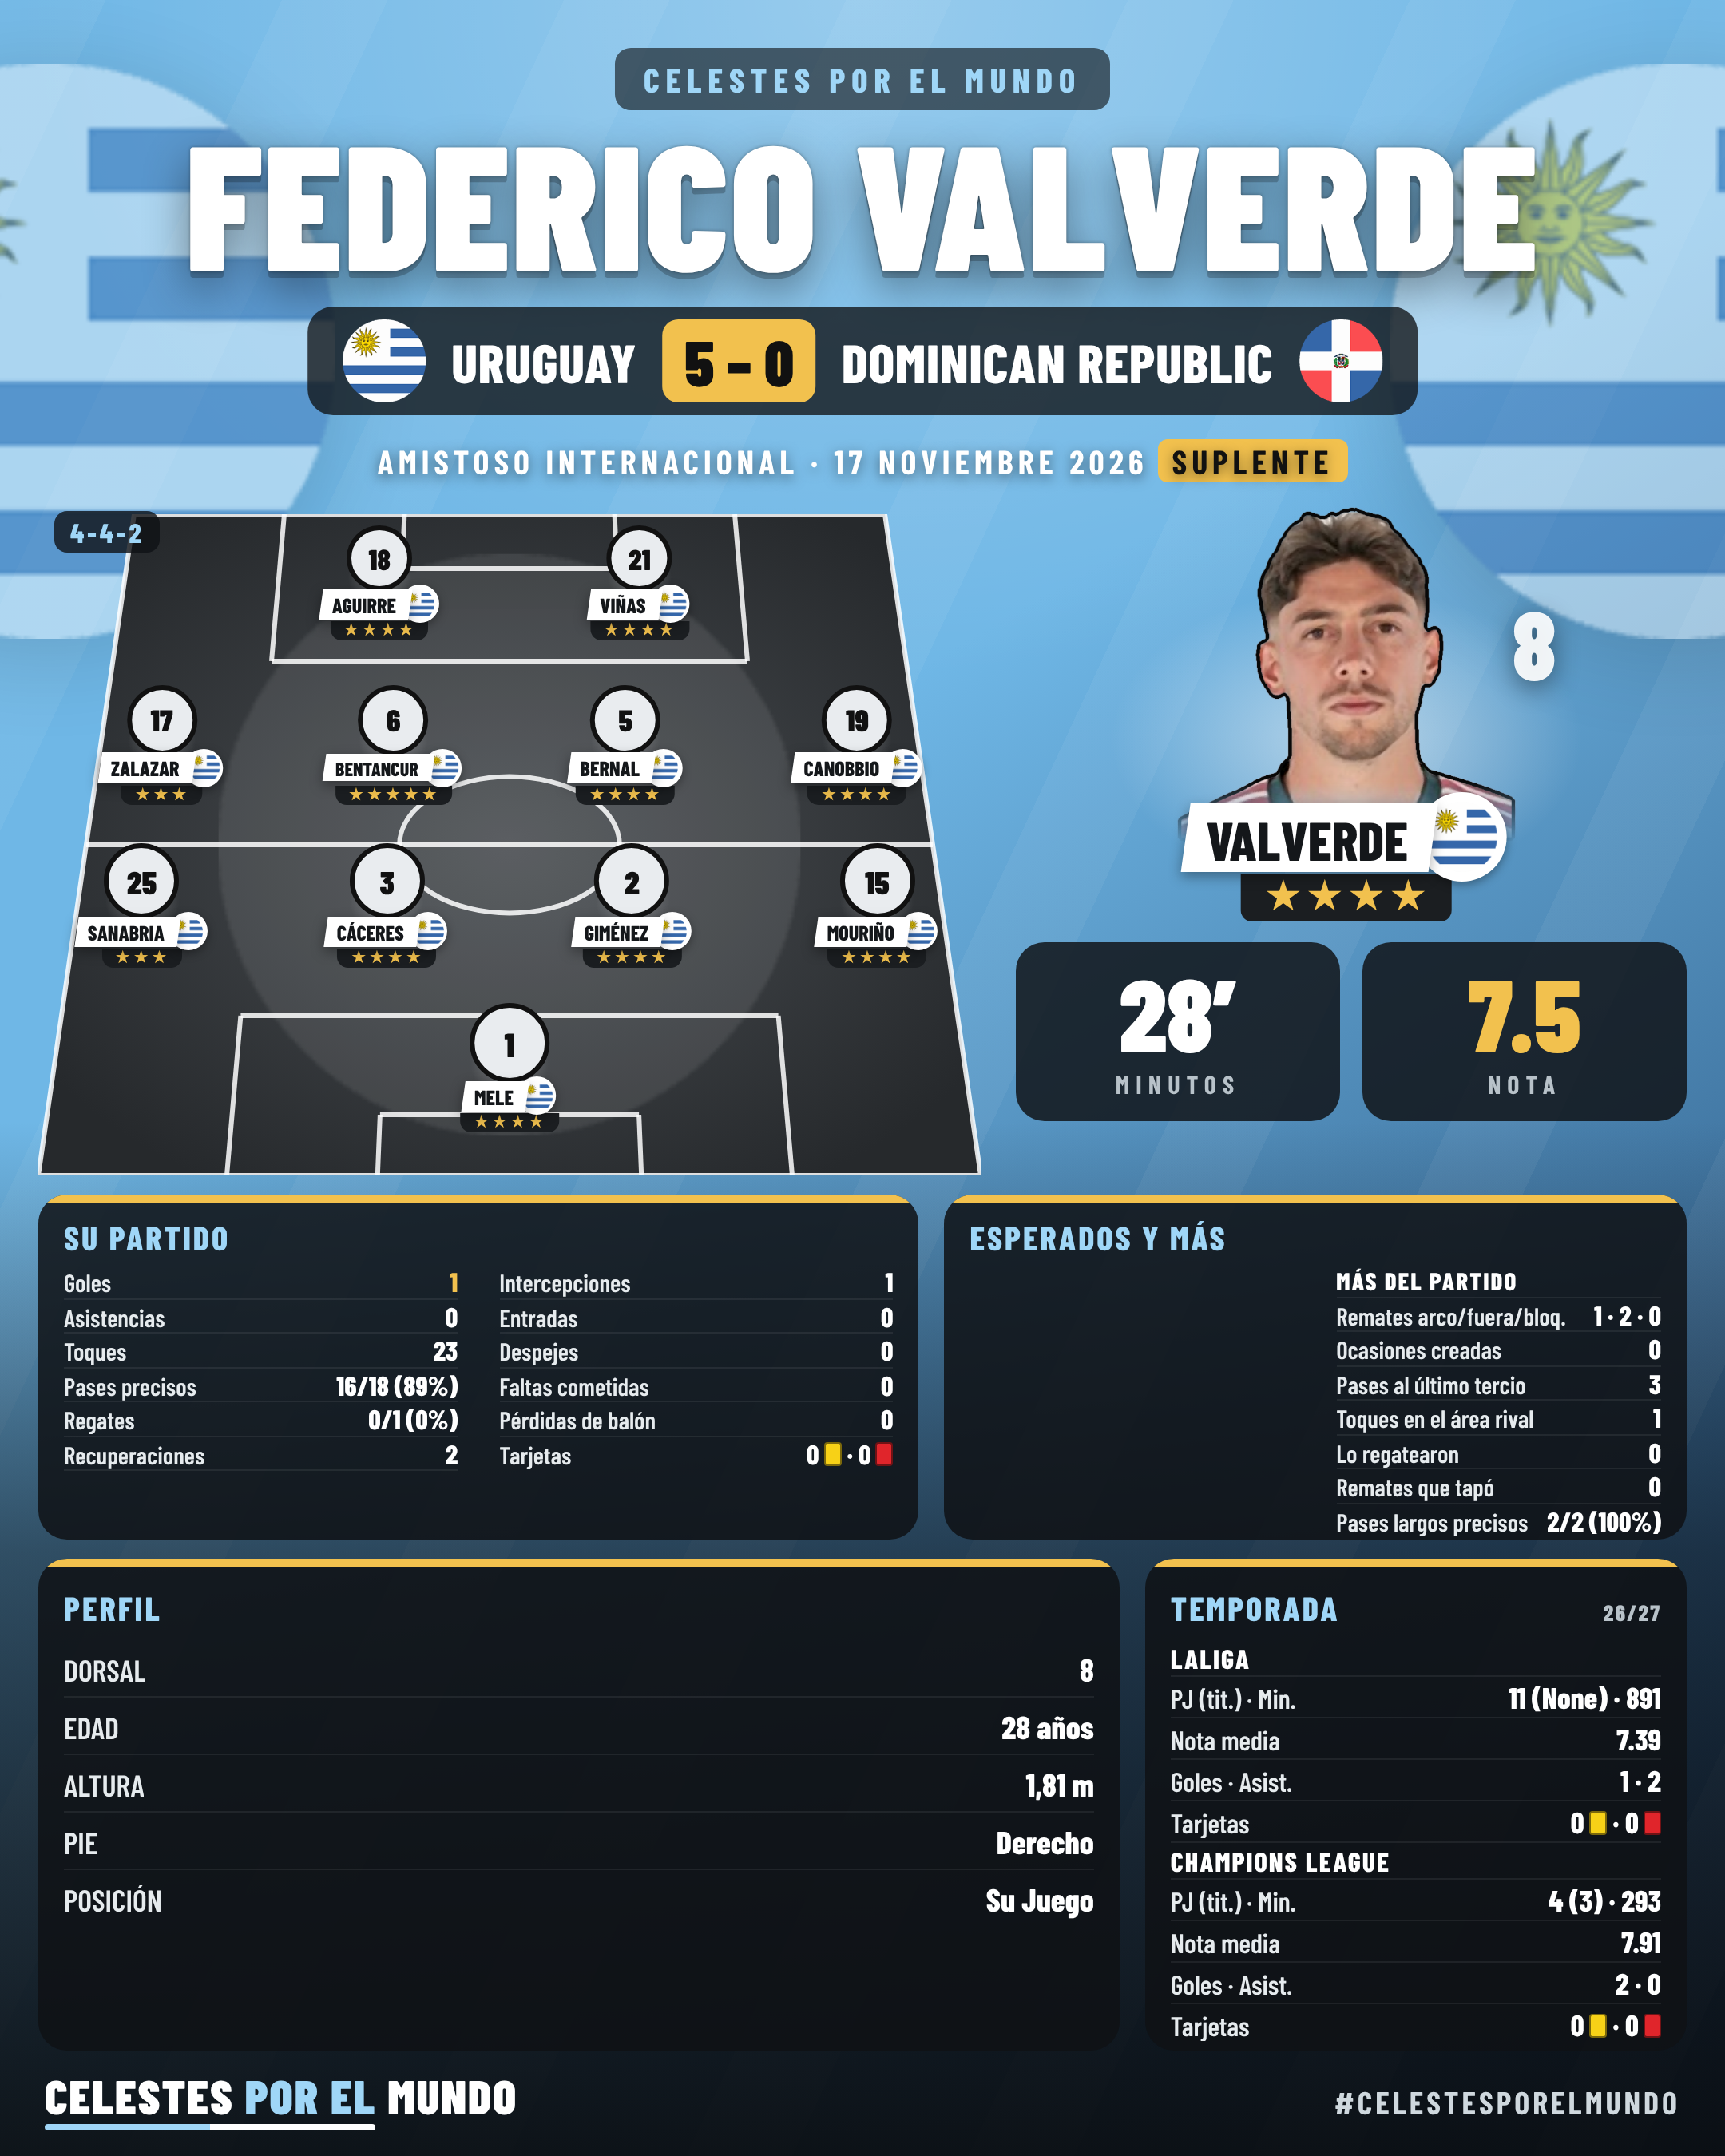 CELESTES POR EL MUNDO
FEDERICO VALVERDE
URUGUAY 5 - 0 DOMINICAN REPUBLIC
AMISTOSO INTERNACIONAL · 17 NOVIEMBRE 2026 SUPLENTE
4-4-2
18 21
AGUIRRE VIÑAS
★★★★ ★★★★
17 6 5 19
ZALAZAR BENTANCUR BERNAL CANOBBIO
★★★ ★★★★★ ★★★★ ★★★★
25 3 2 15
SANABRIA CÁCERES GIMÉNEZ MOURIÑO
★★★ ★★★★ ★★★★ ★★★★
1
MELE
★★★★
8
VALVERDE
★★★★
28′ MINUTOS
7.5 NOTA
SU PARTIDO
Goles 1
Asistencias 0
Toques 23
Pases precisos 16/18 (89%)
Regates 0/1 (0%)
Recuperaciones 2
Intercepciones 1
Entradas 0
Despejes 0
Faltas cometidas 0
Pérdidas de balón 0
Tarjetas 0 · 0
ESPERADOS Y MÁS
MÁS DEL PARTIDO
Remates arco/fuera/bloq. 1 · 2 · 0
Ocasiones creadas 0
Pases al último tercio 3
Toques en el área rival 1
Lo regatearon 0
Remates que tapó 0
Pases largos precisos 2/2 (100%)
PERFIL
DORSAL 8
EDAD 28 años
ALTURA 1,81 m
PIE Derecho
POSICIÓN Su Juego
TEMPORADA 26/27
LALIGA
PJ (tit.) · Min. 11 (None) · 891
Nota media 7.39
Goles · Asist. 1 · 2
Tarjetas 0 · 0
CHAMPIONS LEAGUE
PJ (tit.) · Min. 4 (3) · 293
Nota media 7.91
Goles · Asist. 2 · 0
Tarjetas 0 · 0
CELESTES POR EL MUNDO
#CELESTESPORELMUNDO